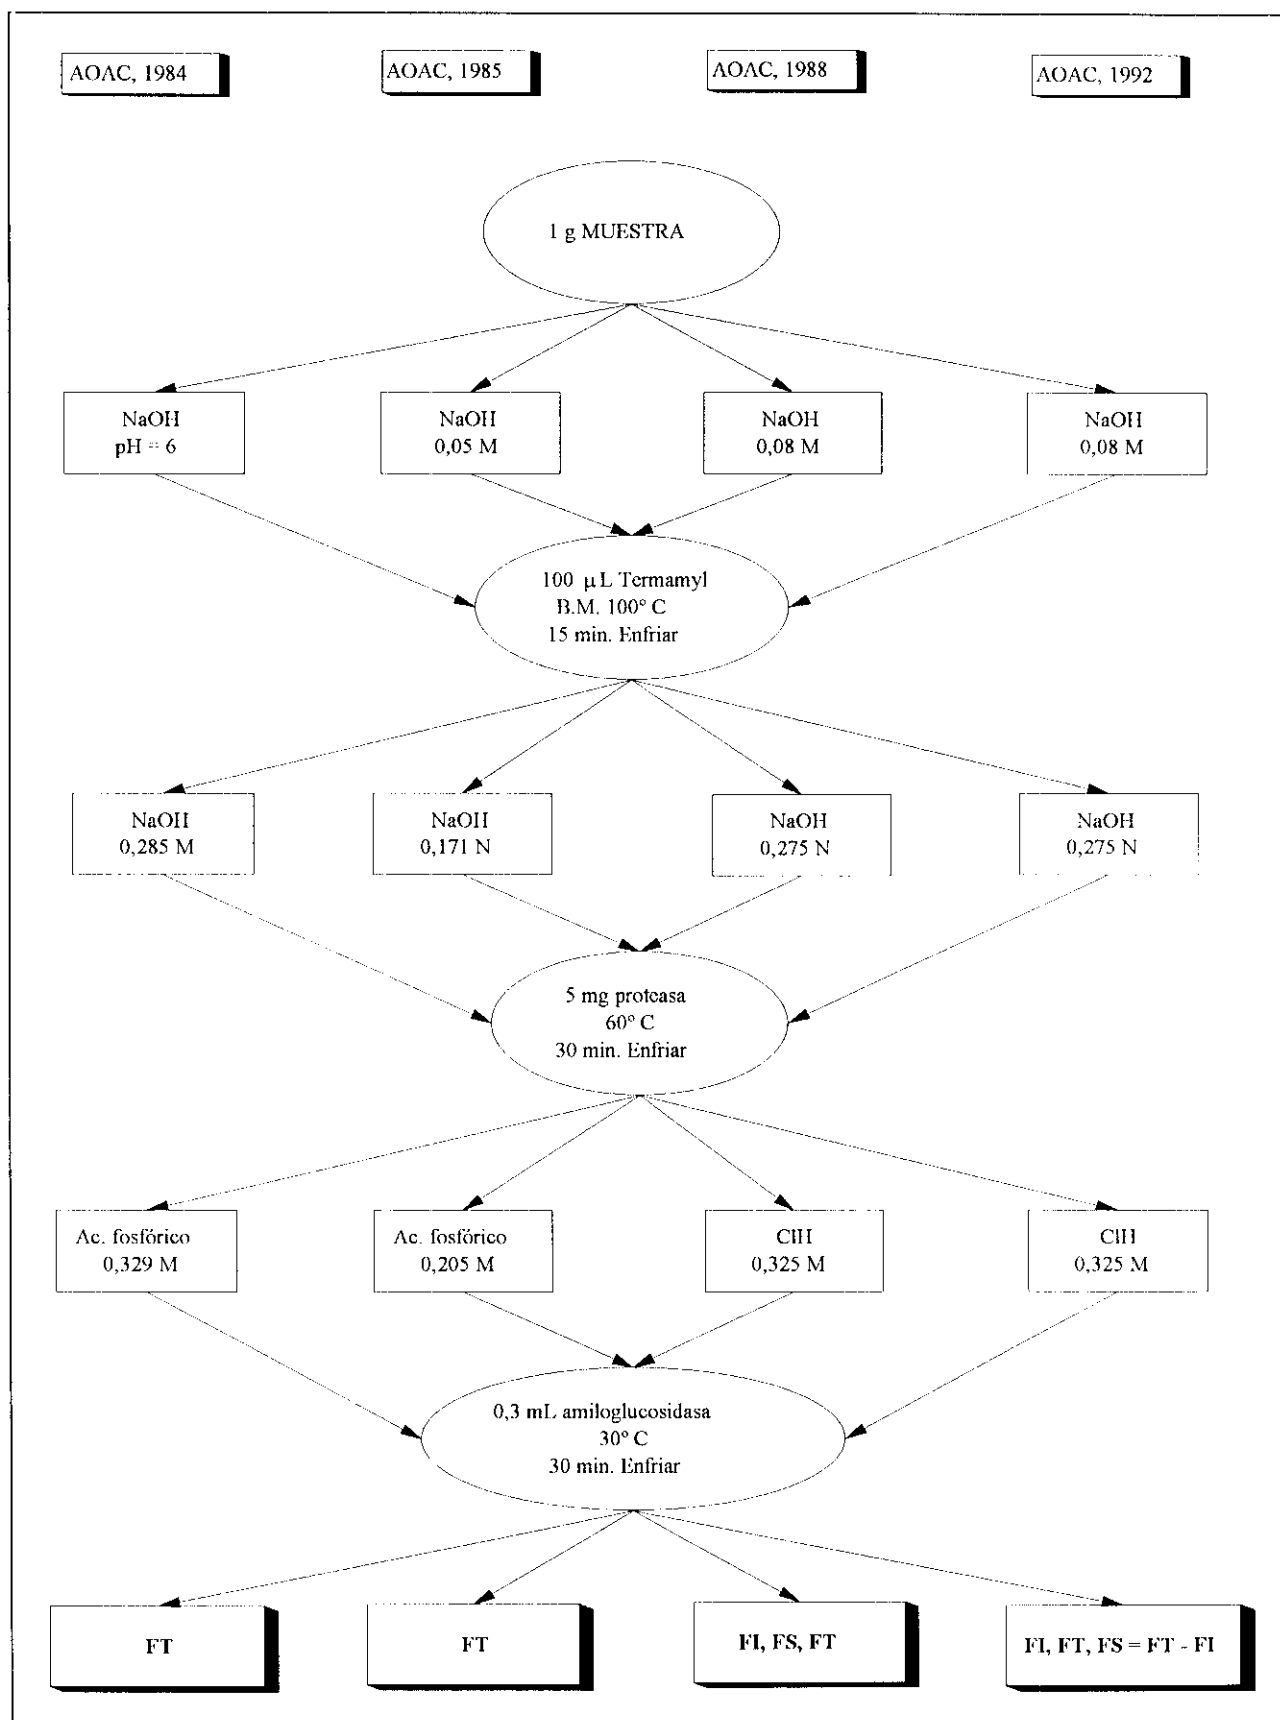 AOAC, 1984
AOAC, 1985
AOAC, 1988
AOAC, 1992
1 g MUESTRA
NaOH
pH = 6
NaOH
0,05 M
NaOH
0,08 M
NaOH
0,08 M
100 µL Termamyl
B.M. 100º C
15 min. Enfriar
NaOH
0,285 M
NaOH
0,171 N
NaOH
0,275 N
NaOH
0,275 N
5 mg proteasa
60º C
30 min. Enfriar
Ac. fosfórico
0,329 M
Ac. fosfórico
0,205 M
ClH
0,325 M
ClH
0,325 M
0,3 mL amiloglucosidasa
30º C
30 min. Enfriar
FT
FT
FI, FS, FT
FI, FT, FS = FT - FI